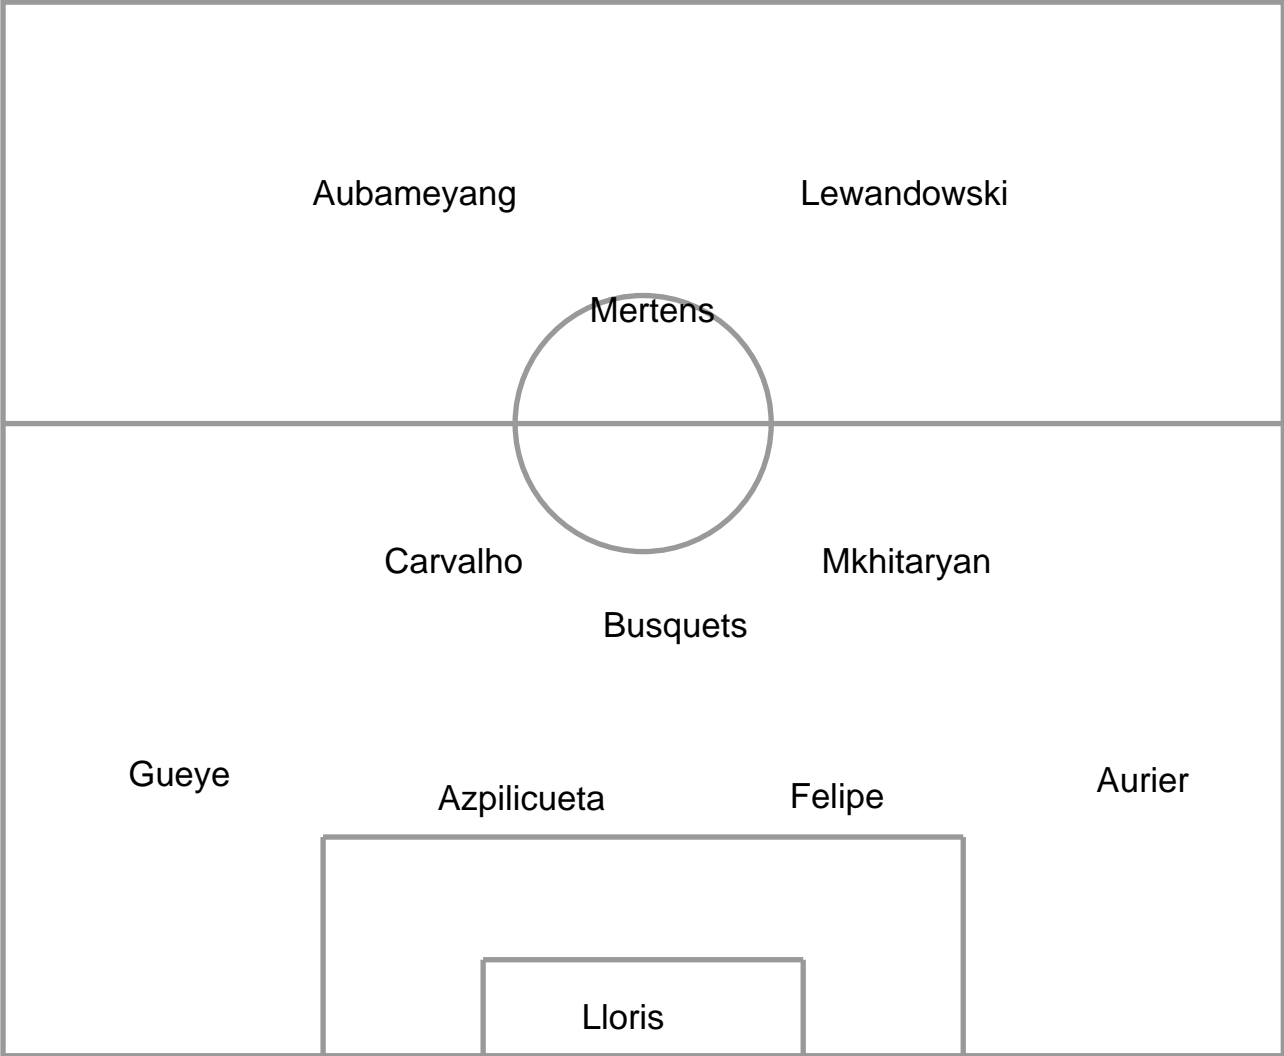 Aubameyang
Lewandowski
Mertens
Carvalho
Mkhitaryan
Busquets
Gueye
Azpilicueta
Felipe
Aurier
Lloris